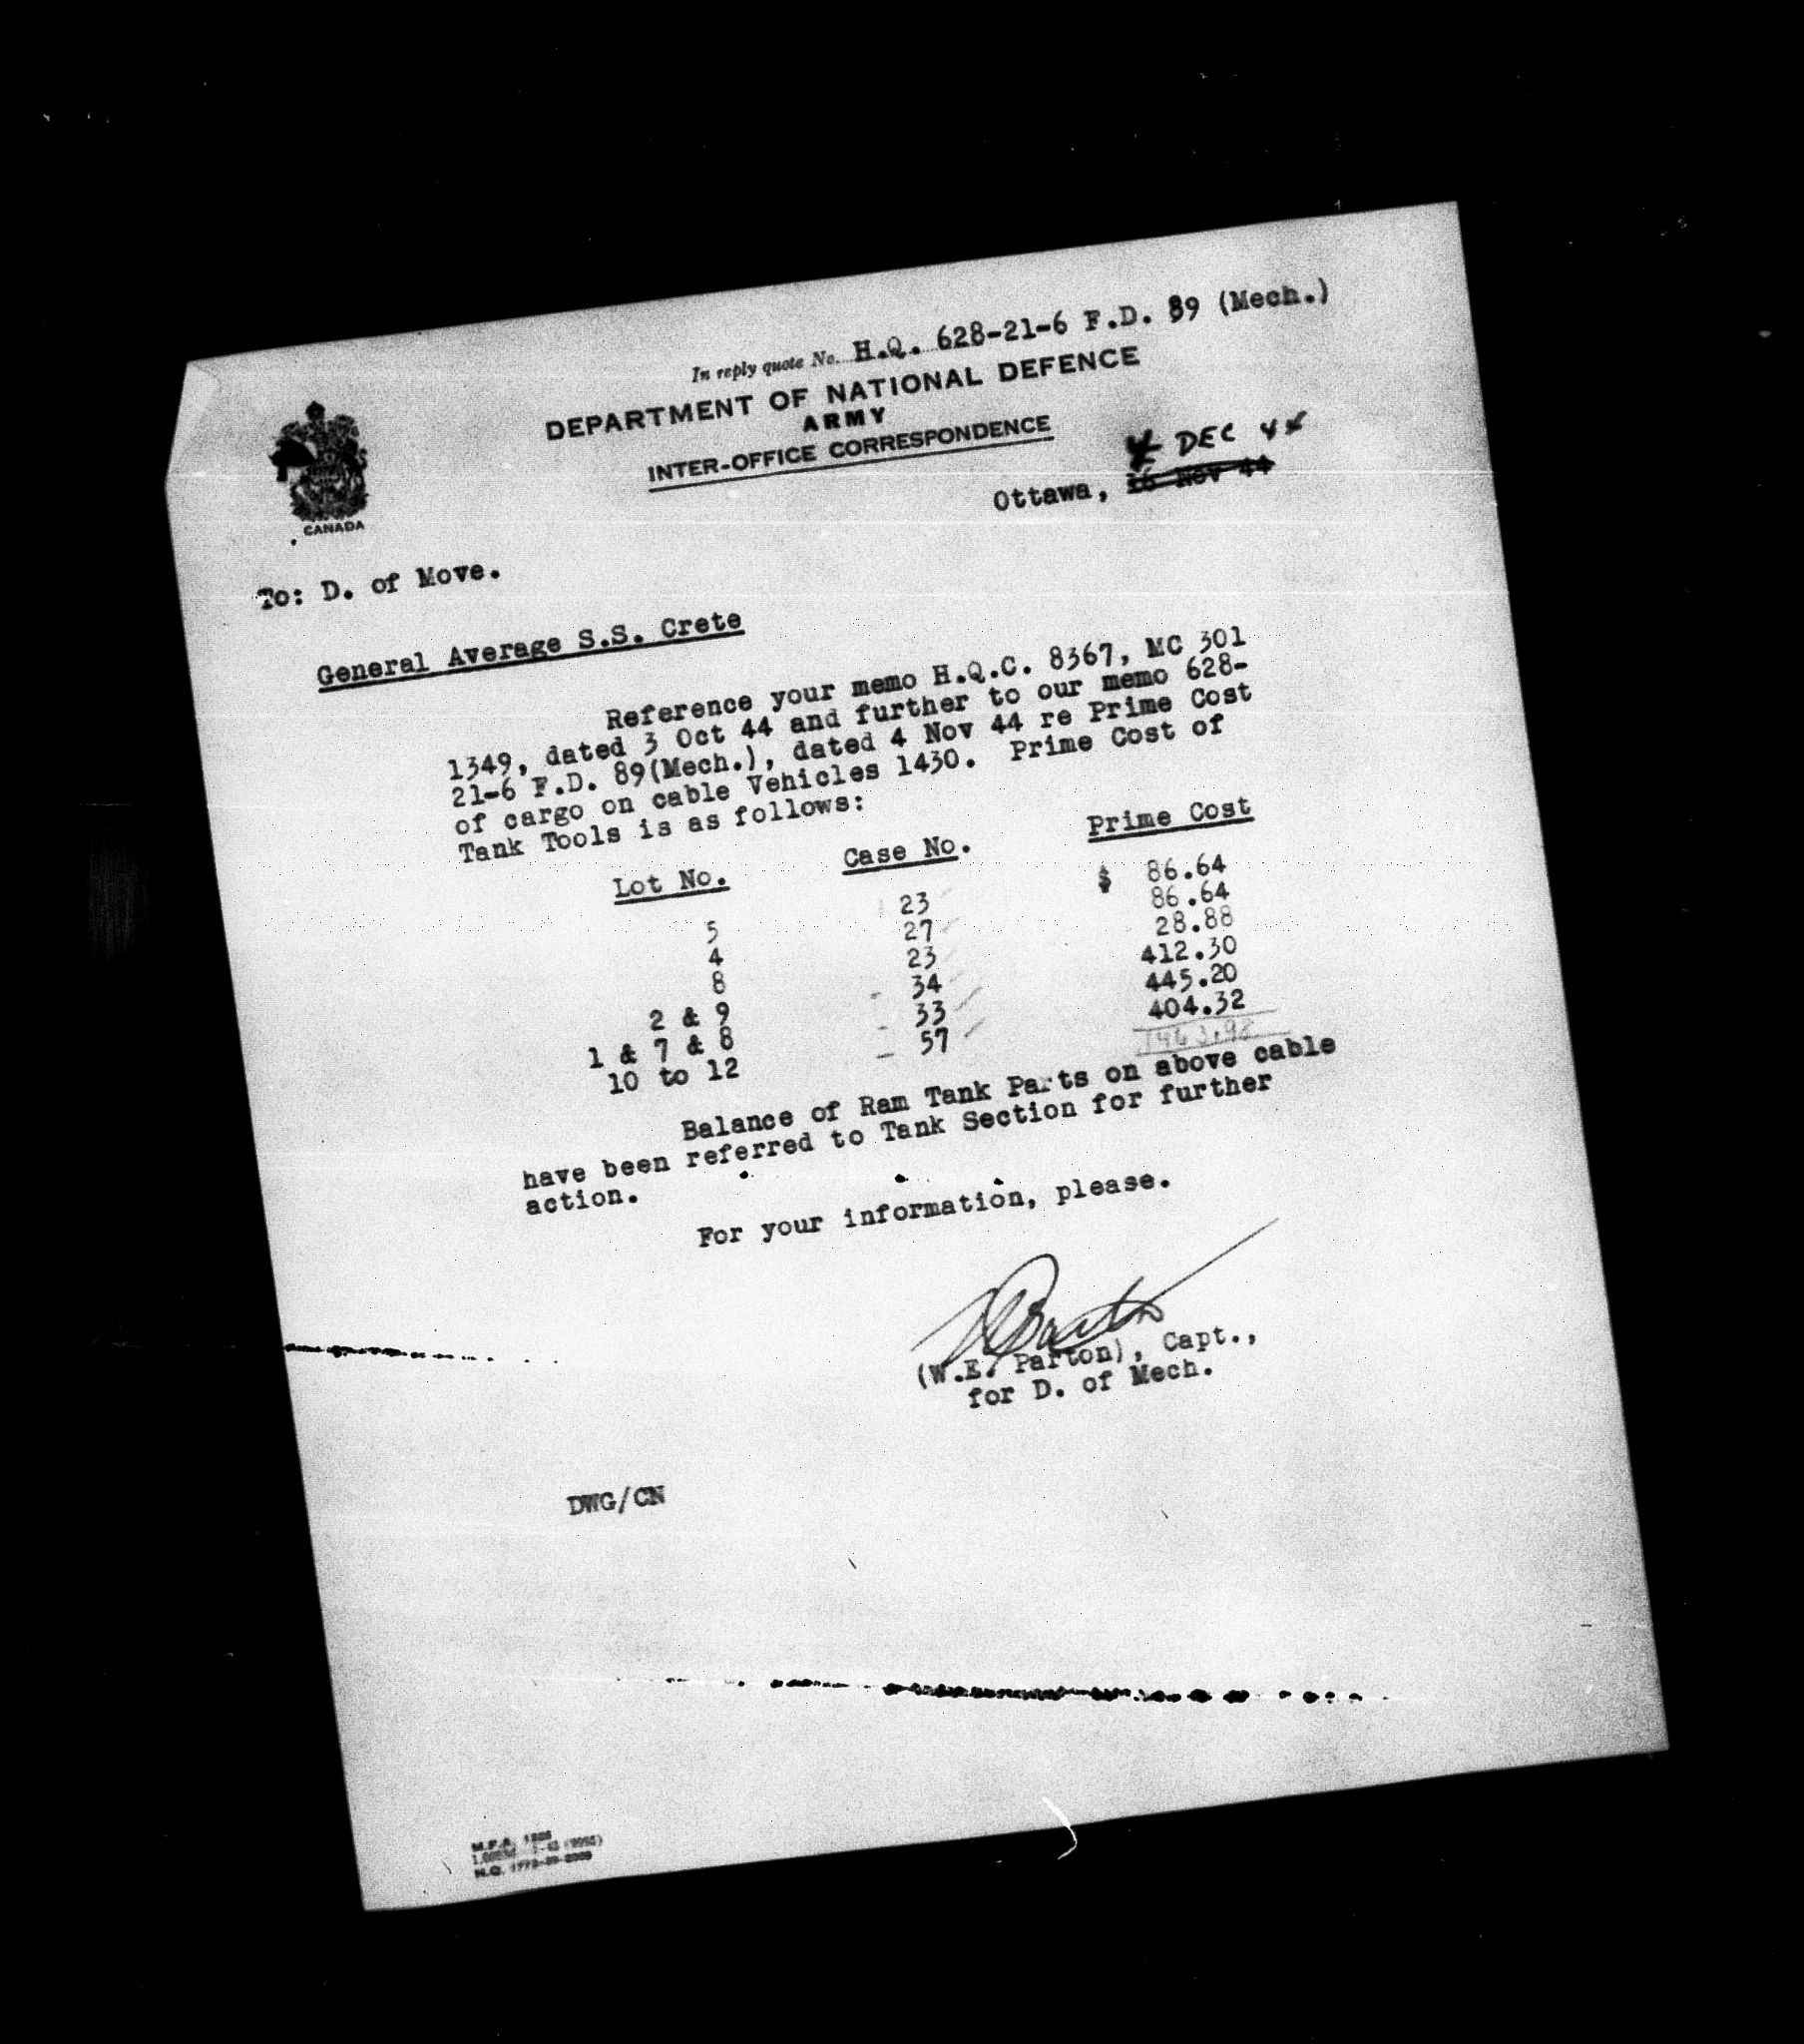 In reply quote No. H.Q. 628-21-6 F.D. 89 (Mech.)
DEPARTMENT OF NATIONAL DEFENCE
ARMY
INTER-OFFICE CORRESPONDENCE
CANADA
4 DEC 44
Ottawa, 16 Nov 44
To: D. of Move.
General Average S.S. Crete
Reference your memo H.Q.C. 8367, MC 301
1349, dated 3 Oct 44 and further to our memo 628-
21-6 F.D. 89(Mech.), dated 4 Nov 44 re Prime Cost
of cargo on cable Vehicles 1430. Prime Cost of
Tank Tools is as follows:
Lot No. Case No. Prime Cost
5 23 $ 86.64
4 27 86.64
8 23 28.88
2 & 9 34 412.30
1 & 7 & 8 33 445.20
10 to 12 57 404.32
1463.98
Balance of Ram Tank Parts on above cable
have been referred to Tank Section for further
action.
For your information, please.
(W.E. Parton), Capt.,
for D. of Mech.
DWG/CN